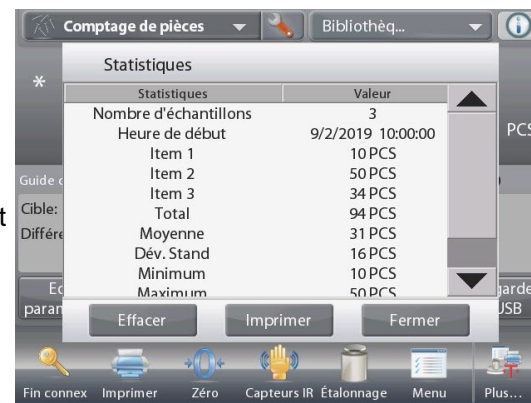 Comptage de pièces Bibliothèq...
Statistiques
*
Statistiques Valeur
Nombre d'échantillons 3
Heure de début 9/2/2019 10:00:00
PCS
Item 1 10 PCS
Item 2 50 PCS
Guide
Item 3 34 PCS
Cible: Total 94 PCS
t
Différe Moyenne 31 PCS
Dév. Stand 16 PCS
Minimum 10 PCS
Maximum 50 PCS
param
Effacer Imprimer Fermer
Fin connex Imprimer Zéro Capteurs IR Étalonnage Menu Plus...